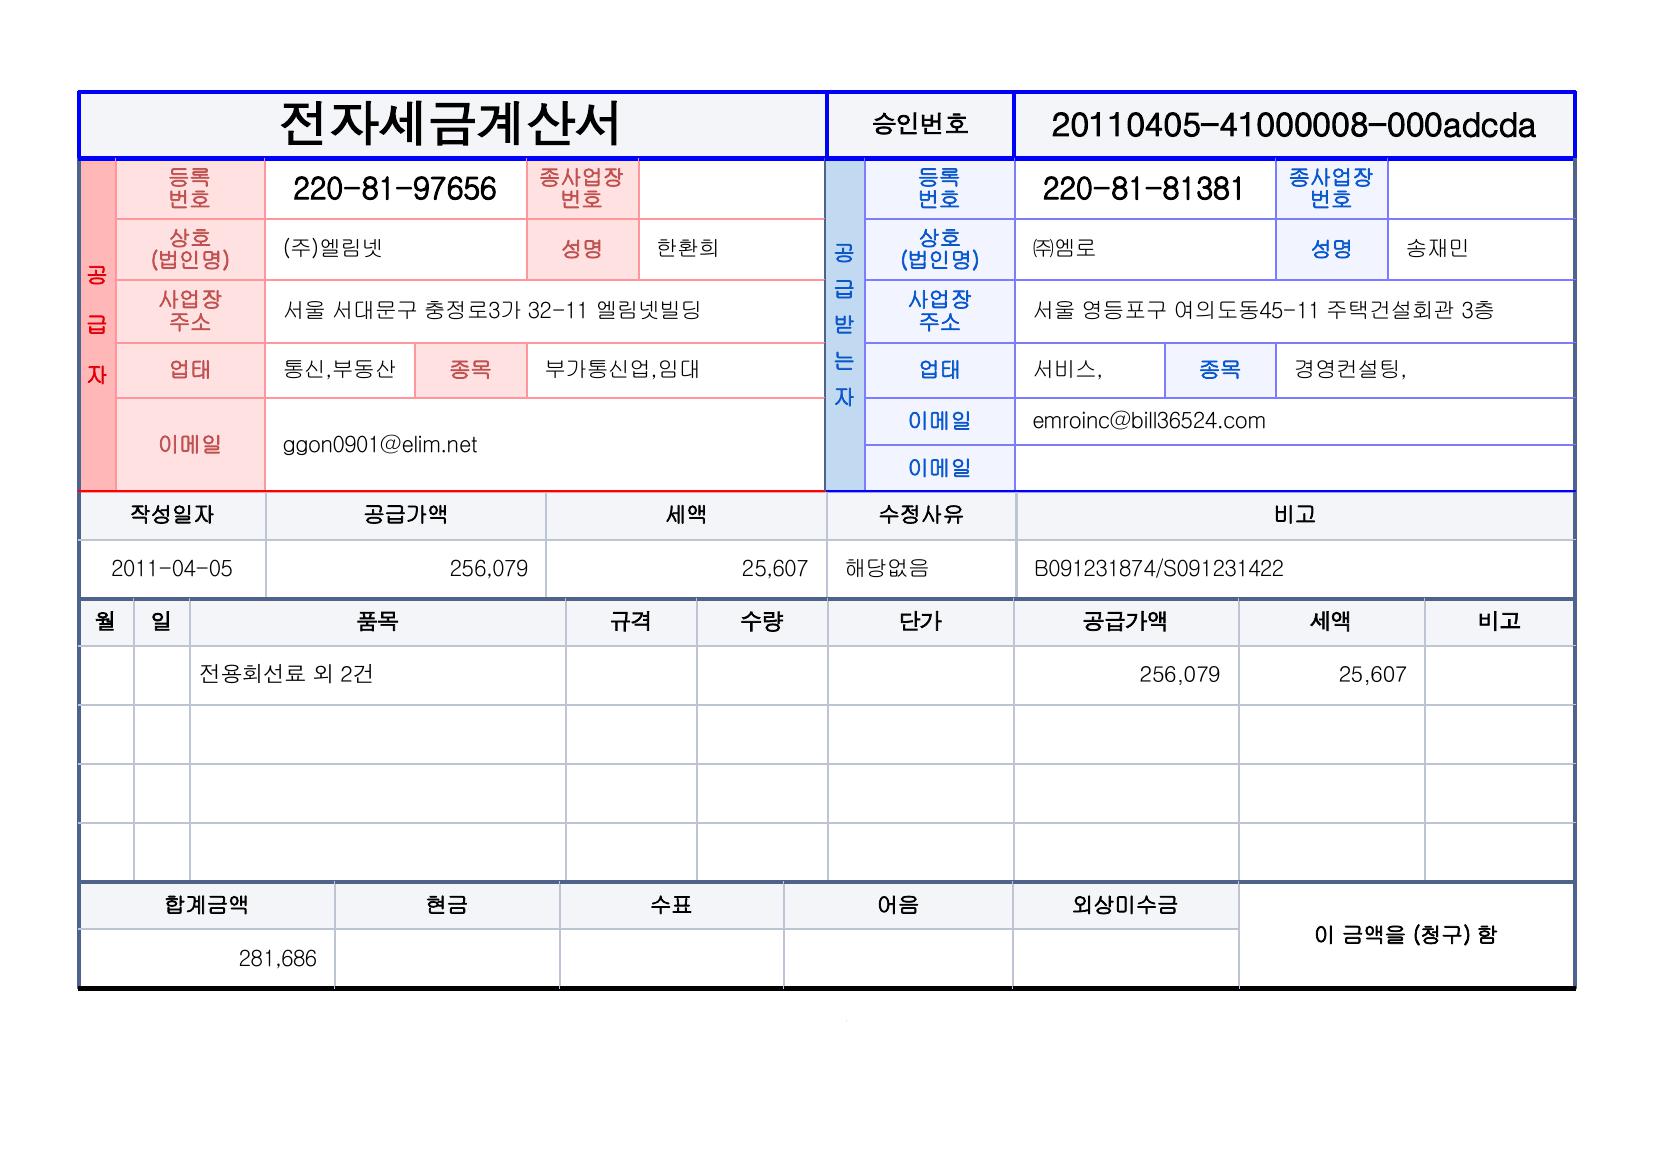 전자세금계산서 승인번호 20110405-41000008-000adcda
공급자
등록번호 220-81-97656 종사업장번호
상호(법인명) (주)엘림넷 성명 한환희
사업장주소 서울 서대문구 충정로3가 32-11 엘림넷빌딩
업태 통신,부동산 종목 부가통신업,임대
이메일 ggon0901@elim.net
공급받는자
등록번호 220-81-81381 종사업장번호
상호(법인명) ㈜엠로 성명 송재민
사업장주소 서울 영등포구 여의도동45-11 주택건설회관 3층
업태 서비스, 종목 경영컨설팅,
이메일 emroinc@bill36524.com
이메일
작성일자 공급가액 세액 수정사유 비고
2011-04-05 256,079 25,607 해당없음 B091231874/S091231422
월 일 품목 규격 수량 단가 공급가액 세액 비고
전용회선료 외 2건 256,079 25,607
합계금액 현금 수표 어음 외상미수금 이 금액을 (청구) 함
281,686